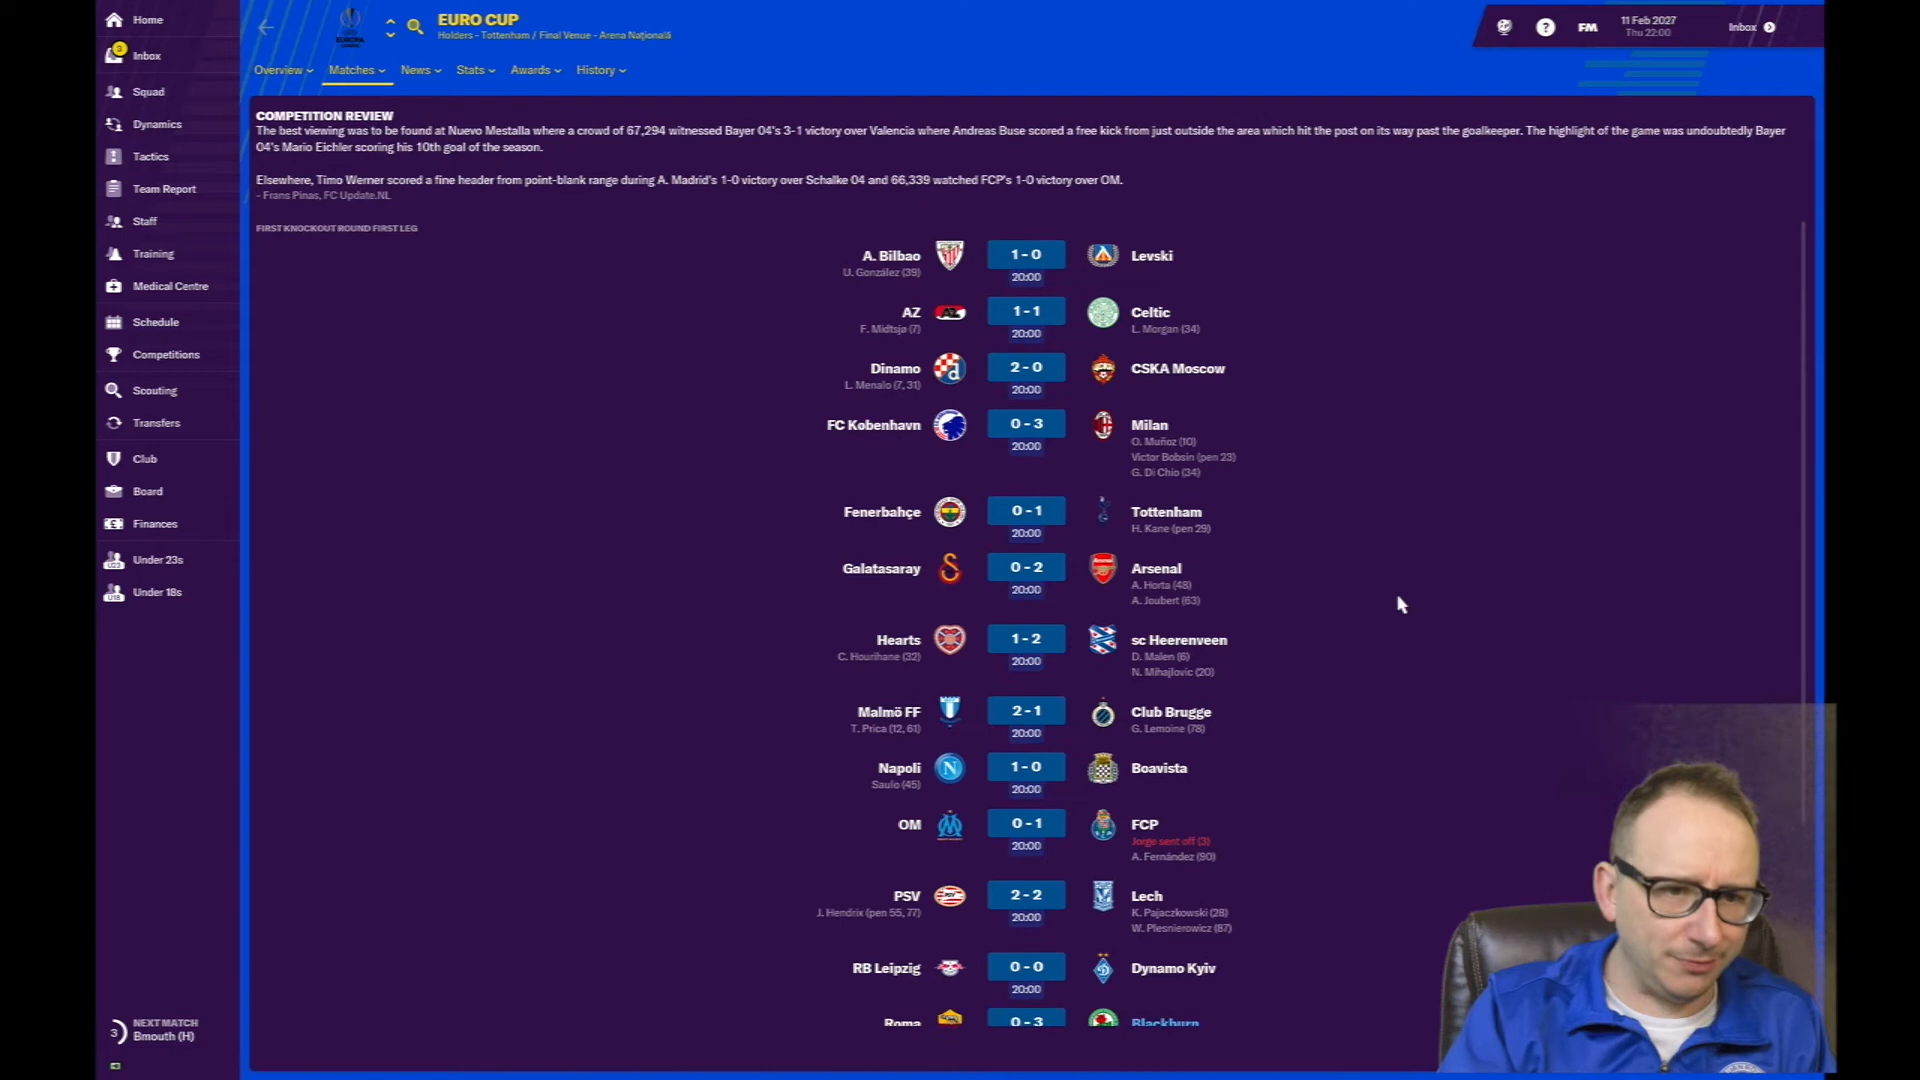 Home
3
Inbox
Squad
Dynamics
Tactics
Team Report
Staff
Training
Medical Centre
Schedule
Competitions
Scouting
Transfers
Club
Board
Finances
Under 23s
Under 18s
3
NEXT MATCH
Bmouth (H)
EUROPA
LEAGUE
EURO CUP
Holders - Tottenham / Final Venue - Arena Națională
? FM
11 Feb 2027
Thu 22:00
Inbox
Overview Matches News Stats Awards History
COMPETITION REVIEW
The best viewing was to be found at Nuevo Mestalla where a crowd of 67,294 witnessed Bayer 04's 3-1 victory over Valencia where Andreas Buse scored a free kick from just outside the area which hit the post on its way past the goalkeeper. The highlight of the game was undoubtedly Bayer
04's Mario Eichler scoring his 10th goal of the season.
Elsewhere, Timo Werner scored a fine header from point-blank range during A. Madrid's 1-0 victory over Schalke 04 and 66,339 watched FCP's 1-0 victory over OM.
- Frans Pinas, FC Update.NL
FIRST KNOCKOUT ROUND FIRST LEG
A. Bilbao 1 - 0 Levski
U. González (39) 20:00
AZ 1 - 1 Celtic
F. Midtsjø (7) 20:00 L. Morgan (34)
Dinamo 2 - 0 CSKA Moscow
L. Menalo (7, 31) 20:00
FC København 0 - 3 Milan
20:00 O. Muñoz (10)
Victor Bobsin (pen 23)
G. Di Chio (34)
Fenerbahçe 0 - 1 Tottenham
20:00 H. Kane (pen 29)
Galatasaray 0 - 2 Arsenal
20:00 A. Horta (48)
A. Joubert (63)
Hearts 1 - 2 sc Heerenveen
C. Hourihane (32) 20:00 D. Malen (6)
N. Mihajlovic (20)
Malmö FF 2 - 1 Club Brugge
T. Prica (12, 61) 20:00 G. Lemoine (78)
Napoli 1 - 0 Boavista
Saulo (45) 20:00
OM 0 - 1 FCP
20:00 Jorge sent off (3)
A. Fernández (90)
PSV 2 - 2 Lech
J. Hendrix (pen 55, 77) 20:00 K. Pajaczkowski (28)
W. Plesnierowicz (87)
RB Leipzig 0 - 0 Dynamo Kyiv
20:00
Roma 0 - 3 Blackburn